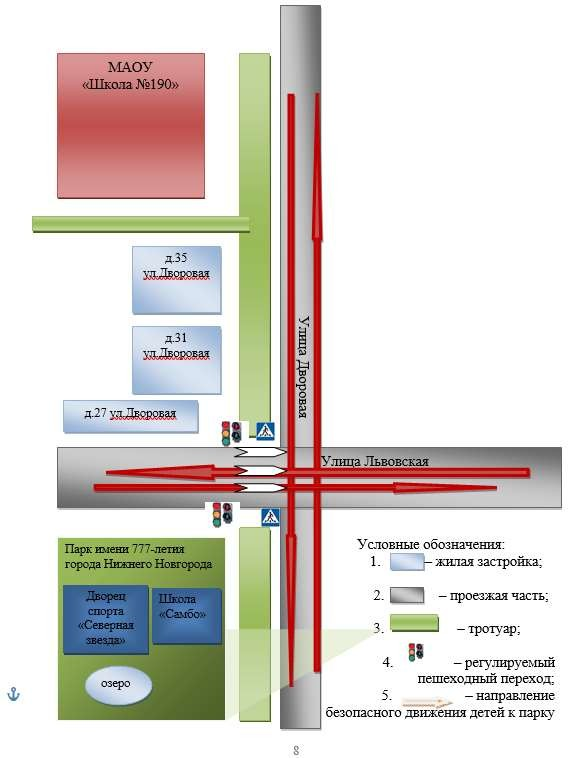 МАОУ
«Школа №190»
д.35
ул.Дворовая
д.31
ул.Дворовая
д.27 ул.Дворовая
Улица Дворовая
Улица Львовская
Парк имени 777-летия
города Нижнего Новгорода
Дворец
спорта
«Северная
звезда»
Школа
«Самбо»
озеро
Условные обозначения:
1. – жилая застройка;
2. – проезжая часть;
3. – тротуар;
4. – регулируемый
пешеходный переход;
5. – направление
безопасного движения детей к парку
8